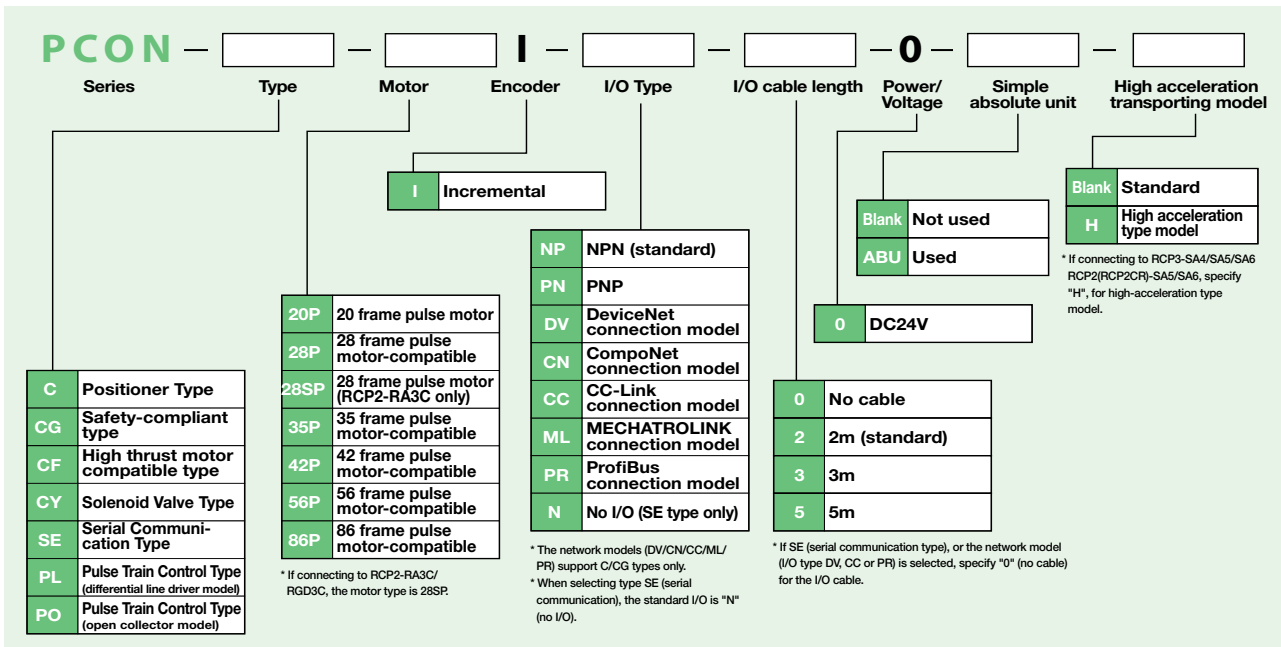 PCON — — I — — — 0 — —
Series Type Motor Encoder I/O Type I/O cable length Power/ Simple High acceleration
Voltage absolute unit transporting model
C Positioner Type
CG Safety-compliant
type
CF High thrust motor
compatible type
CY Solenoid Valve Type
SE Serial Communi-
cation Type
PL Pulse Train Control Type
(differential line driver model)
PO Pulse Train Control Type
(open collector model)
20P 20 frame pulse motor
28P 28 frame pulse
motor-compatible
28SP 28 frame pulse motor
(RCP2-RA3C only)
35P 35 frame pulse
motor-compatible
42P 42 frame pulse
motor-compatible
56P 56 frame pulse
motor-compatible
86P 86 frame pulse
motor-compatible
* If connecting to RCP2-RA3C/
RGD3C, the motor type is 28SP.
I Incremental
NP NPN (standard)
PN PNP
DV DeviceNet
connection model
CN CompoNet
connection model
CC CC-Link
connection model
ML MECHATROLINK
connection model
PR ProfiBus
connection model
N No I/O (SE type only)
* The network models (DV/CN/CC/ML/
PR) support C/CG types only.
* When selecting type SE (serial
communication), the standard I/O is "N"
(no I/O).
0 No cable
2 2m (standard)
3 3m
5 5m
* If SE (serial communication type), or the network model
(I/O type DV, CC or PR) is selected, specify "0" (no cable)
for the I/O cable.
0 DC24V
Blank Not used
ABU Used
Blank Standard
H High acceleration
type model
* If connecting to RCP3-SA4/SA5/SA6
RCP2(RCP2CR)-SA5/SA6, specify
"H", for high-acceleration type
model.